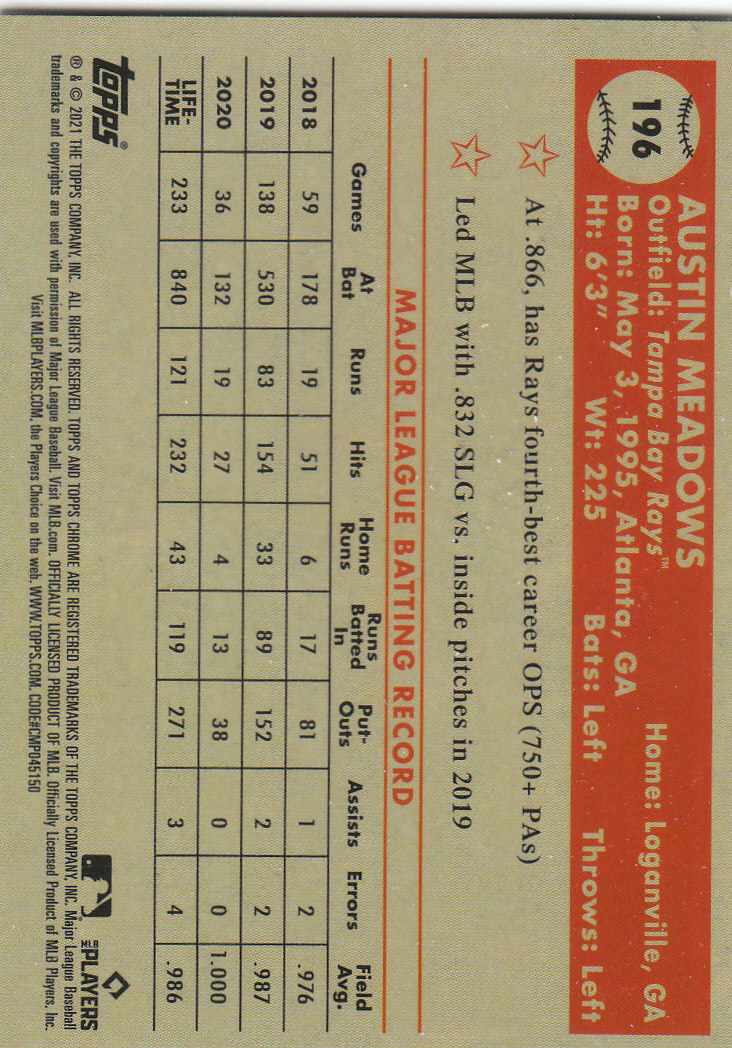 196
AUSTIN MEADOWS
Outfield: Tampa Bay Rays™ Home: Loganville, GA
Born: May 3, 1995, Atlanta, GA
Ht: 6'3" Wt: 225 Bats: Left Throws: Left
At .866, has Rays fourth-best career OPS (750+ PAs)
Led MLB with .832 SLG vs. inside pitches in 2019
MAJOR LEAGUE BATTING RECORD
Games At Bat Runs Hits Home Runs Runs Batted In Put-Outs Assists Errors Field Avg.
2018 59 178 19 51 6 17 81 1 2 .976
2019 138 530 83 154 33 89 152 2 2 .987
2020 36 132 19 27 4 13 38 0 0 1.000
LIFE-TIME 233 840 121 232 43 119 271 3 4 .986
topps®
MLB PLAYERS
® & © 2021 THE TOPPS COMPANY, INC. ALL RIGHTS RESERVED. TOPPS AND TOPPS CHROME ARE REGISTERED TRADEMARKS OF THE TOPPS COMPANY, INC. Major League Baseball
trademarks and copyrights are used with permission of Major League Baseball. Visit MLB.com. OFFICIALLY LICENSED PRODUCT OF MLB. Officially Licensed Product of MLB Players, Inc.
Visit MLBPLAYERS.COM, the Players Choice on the web. WWW.TOPPS.COM. CODE#CMP045150